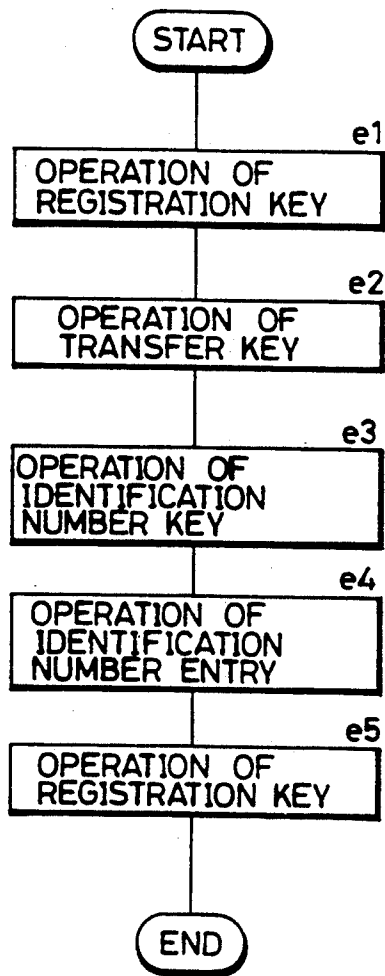 START
e1
OPERATION OF
REGISTRATION KEY
e2
OPERATION OF
TRANSFER KEY
e3
OPERATION OF
IDENTIFICATION
NUMBER KEY
e4
OPERATION OF
IDENTIFICATION
NUMBER ENTRY
e5
OPERATION OF
REGISTRATION KEY
END